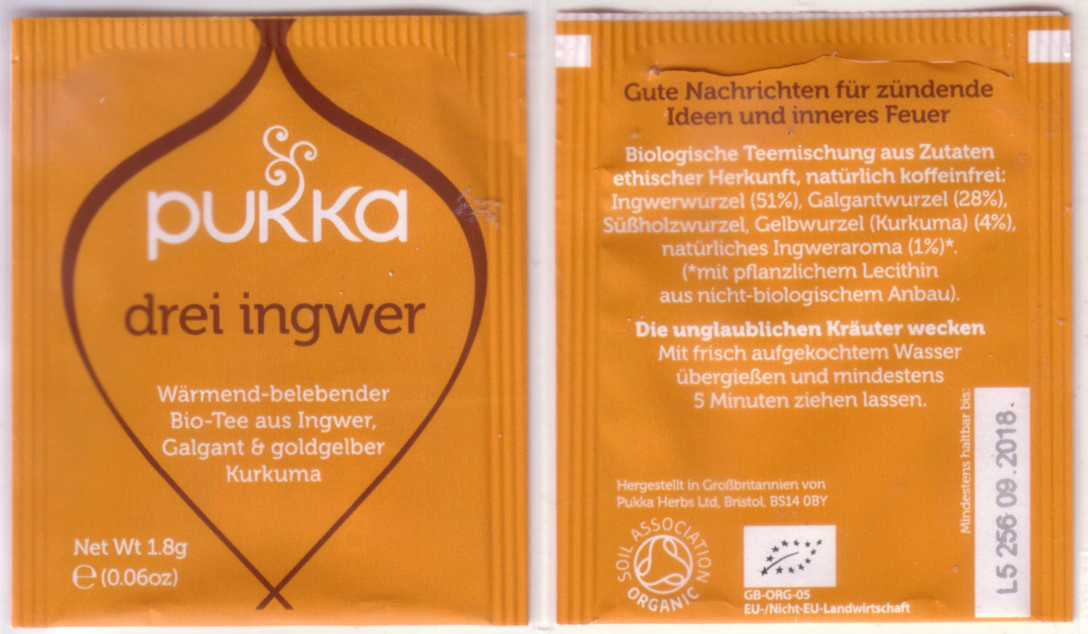 pukka
drei ingwer
Wärmend-belebender
Bio-Tee aus Ingwer,
Galgant & goldgelber
Kurkuma
Net Wt 1.8g
℮ (0.06oz)
Gute Nachrichten für zündende
Ideen und inneres Feuer
Biologische Teemischung aus Zutaten
ethischer Herkunft, natürlich koffeinfrei:
Ingwerwurzel (51%), Galgantwurzel (28%),
Süßholzwurzel, Gelbwurzel (Kurkuma) (4%),
natürliches Ingweraroma (1%)*.
(*mit pflanzlichem Lecithin
aus nicht-biologischem Anbau).
Die unglaublichen Kräuter wecken
Mit frisch aufgekochtem Wasser
übergießen und mindestens
5 Minuten ziehen lassen.
Mindestens haltbar bis:
L5 256 09.2018.
Hergestellt in Großbritannien von
Pukka Herbs Ltd, Bristol, BS14 0BY
SOIL ASSOCIATION
ORGANIC
GB-ORG-05
EU-/Nicht-EU-Landwirtschaft